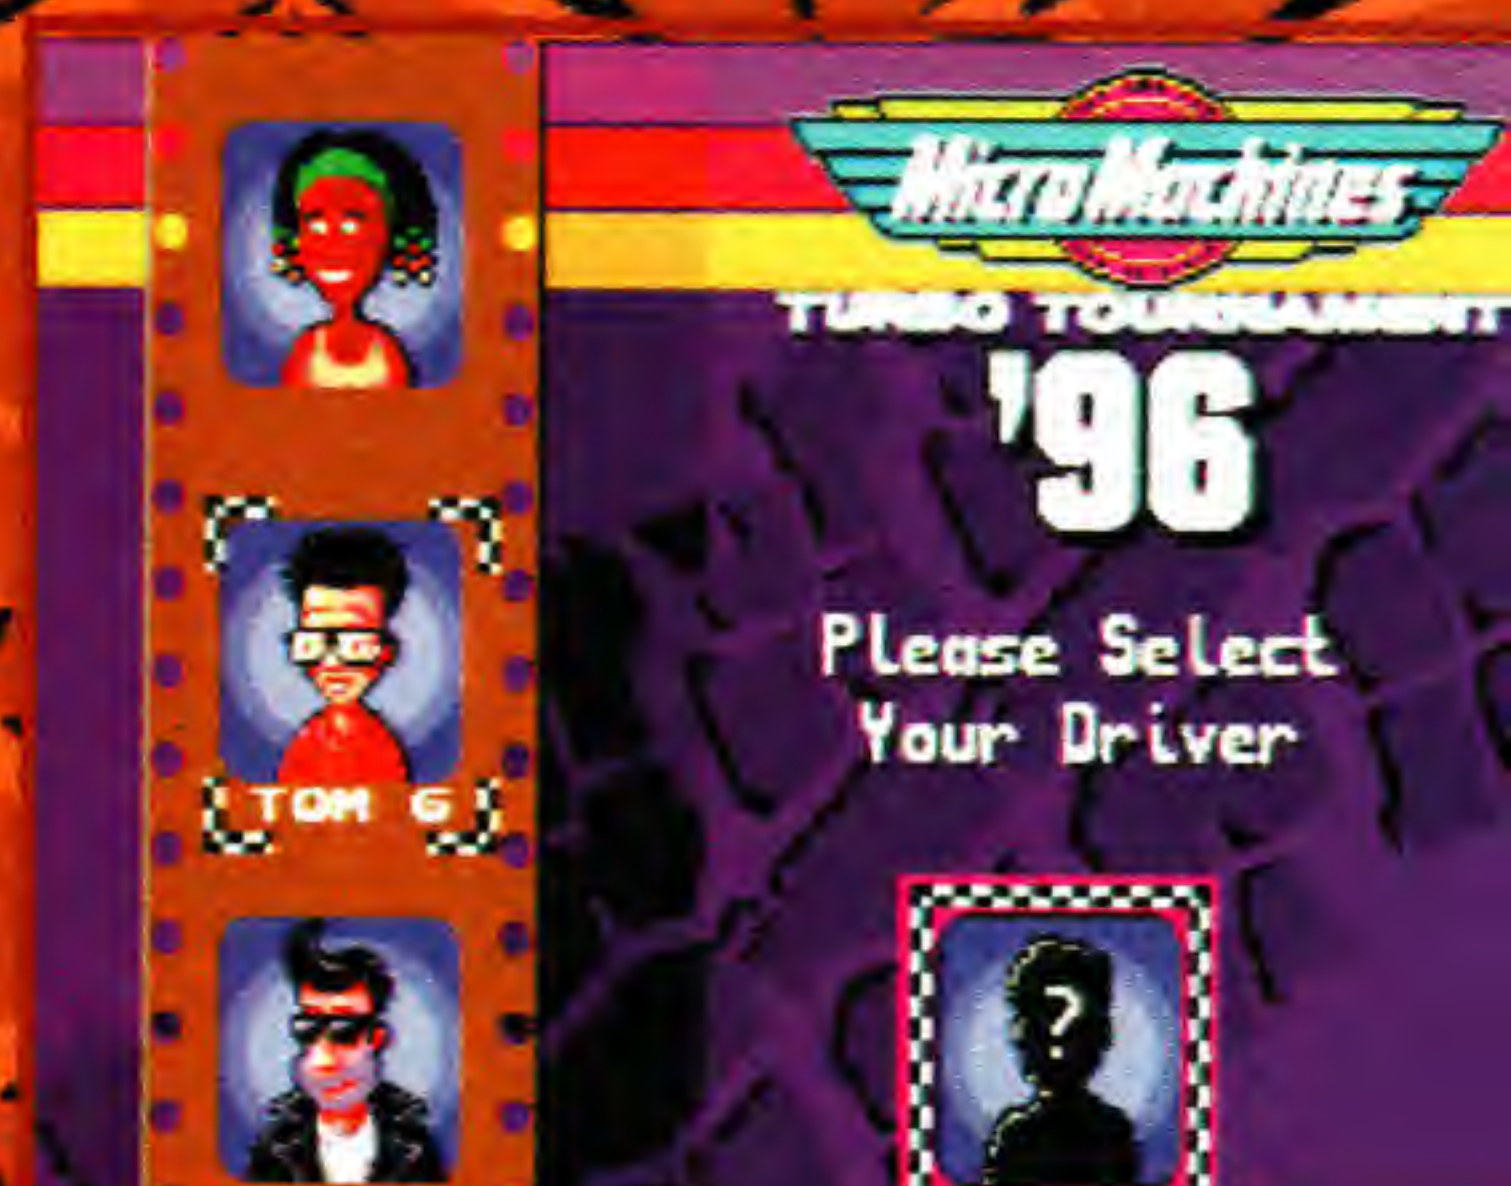 Micro Machines
TURBO TOURNAMENT
'96
Please Select
Your Driver
TOM G
?